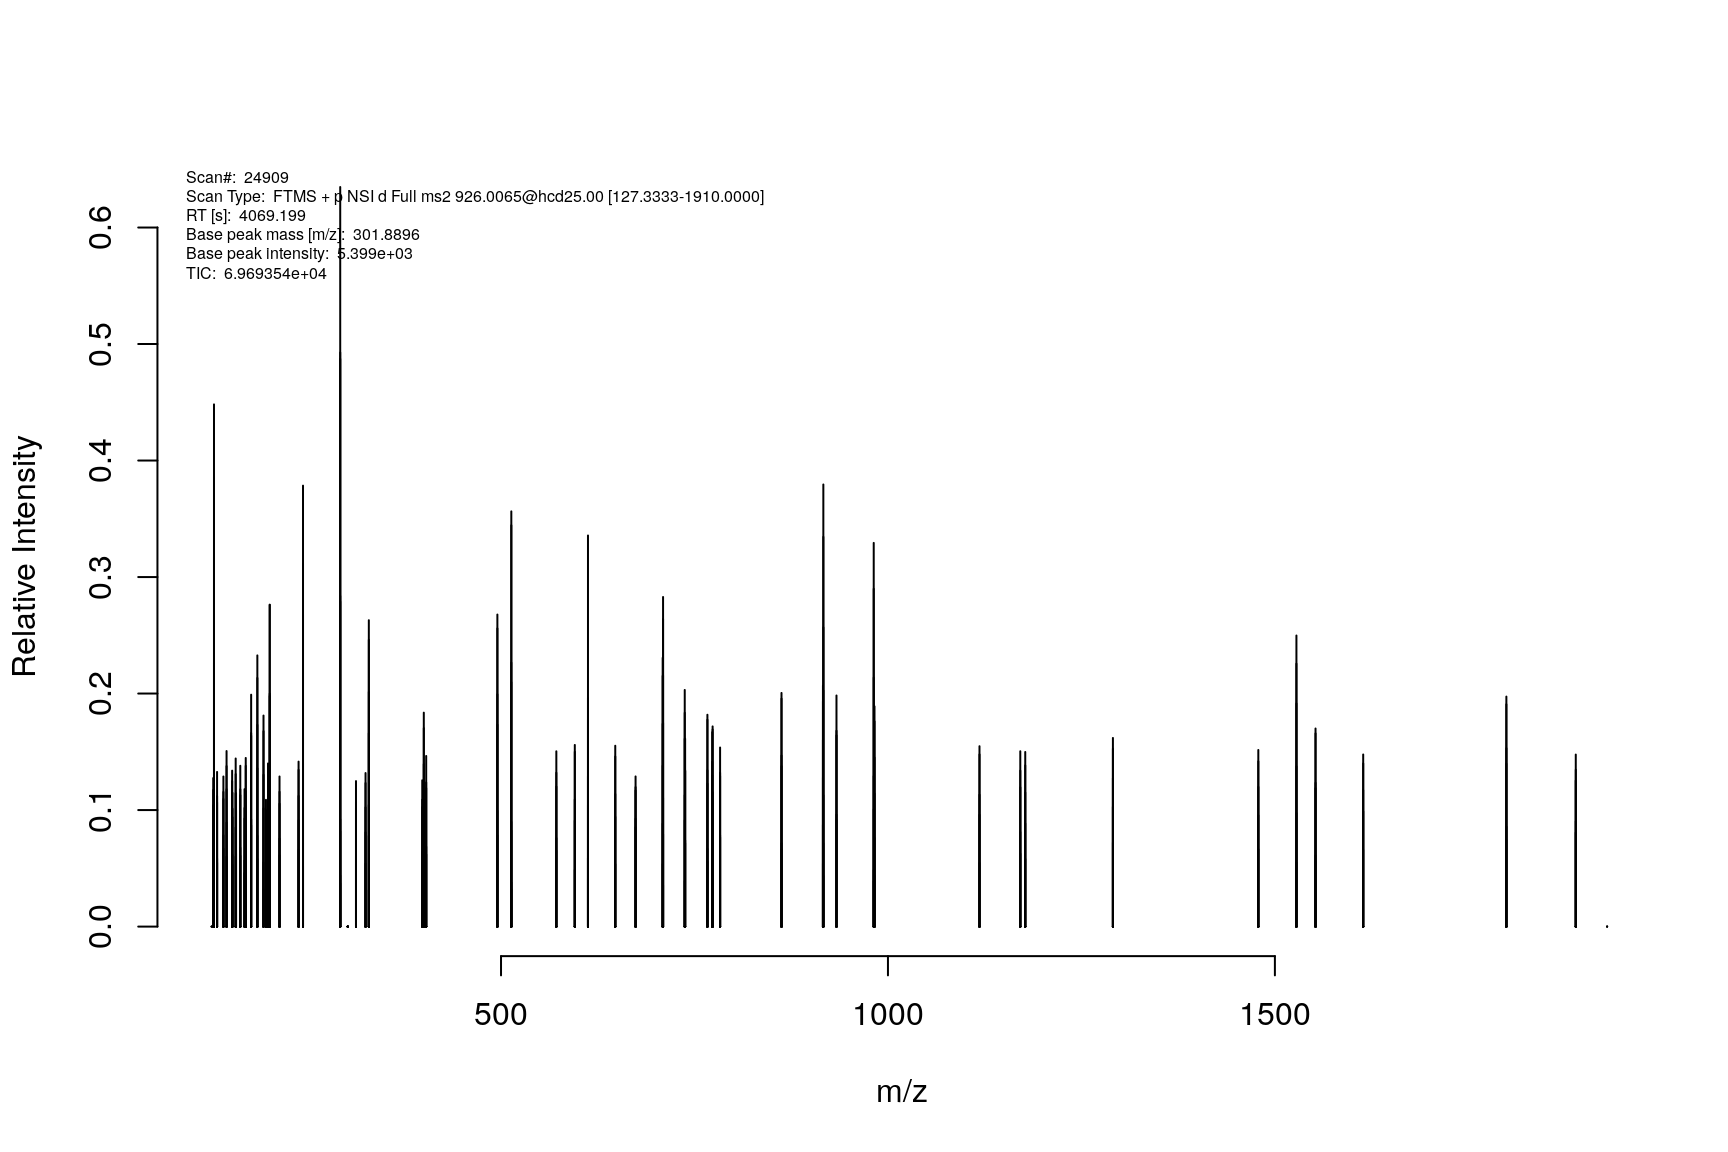 Scan#: 24909
Scan Type: FTMS + p NSI d Full ms2 926.0065@hcd25.00 [127.3333-1910.0000]
RT [s]: 4069.199
Base peak mass [m/z]: 301.8896
Base peak intensity: 5.399e+03
TIC: 6.969354e+04
0.6
0.5
0.4
0.3
0.2
0.1
0.0
Relative Intensity
500 1000 1500
m/z